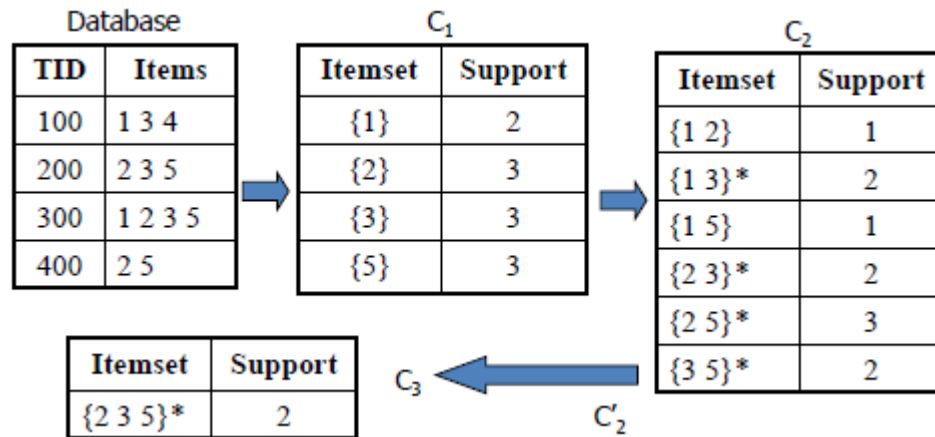 Database
TID Items
100 1 3 4
200 2 3 5
300 1 2 3 5
400 2 5
C1
Itemset Support
{1} 2
{2} 3
{3} 3
{5} 3
C2
Itemset Support
{1 2} 1
{1 3}* 2
{1 5} 1
{2 3}* 2
{2 5}* 3
{3 5}* 2
C′2
C3
Itemset Support
{2 3 5}* 2